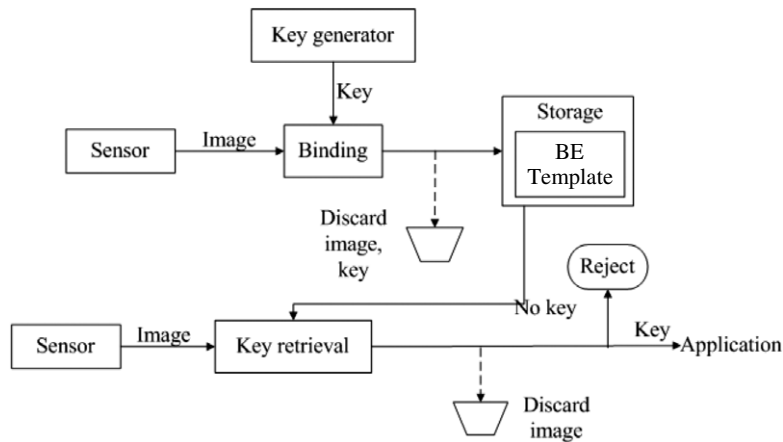 Key generator
Key
Sensor
Image
Binding
Storage
BE
Template
Discard
image,
key
Reject
No key
Sensor
Image
Key retrieval
Key
Application
Discard
image